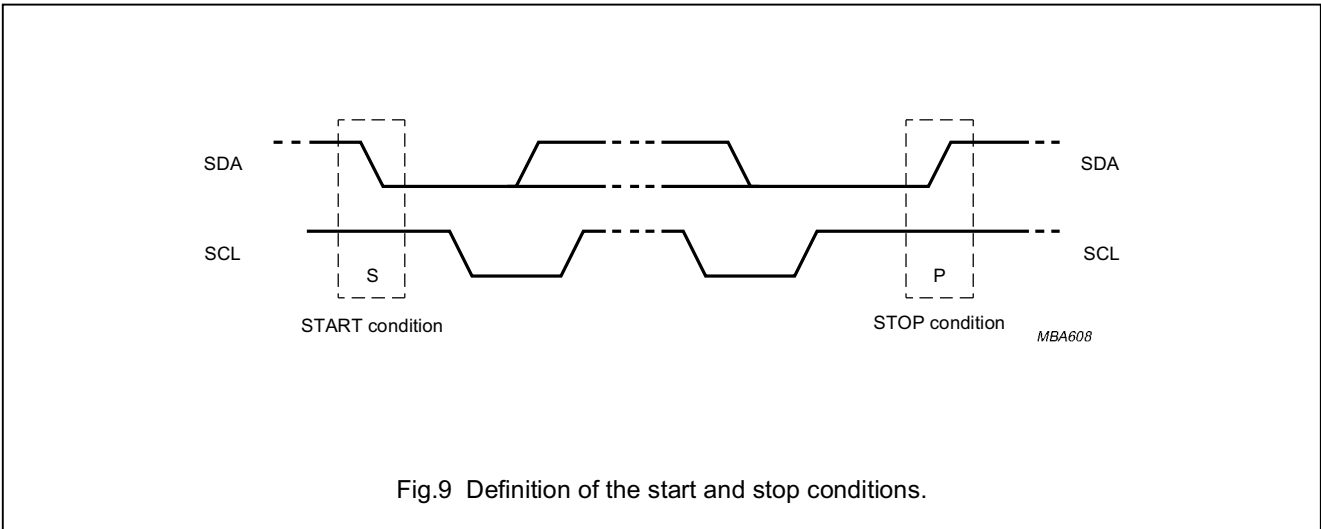 SDA
SDA
SCL
SCL
S
P
START condition
STOP condition
MBA608
Fig.9 Definition of the start and stop conditions.